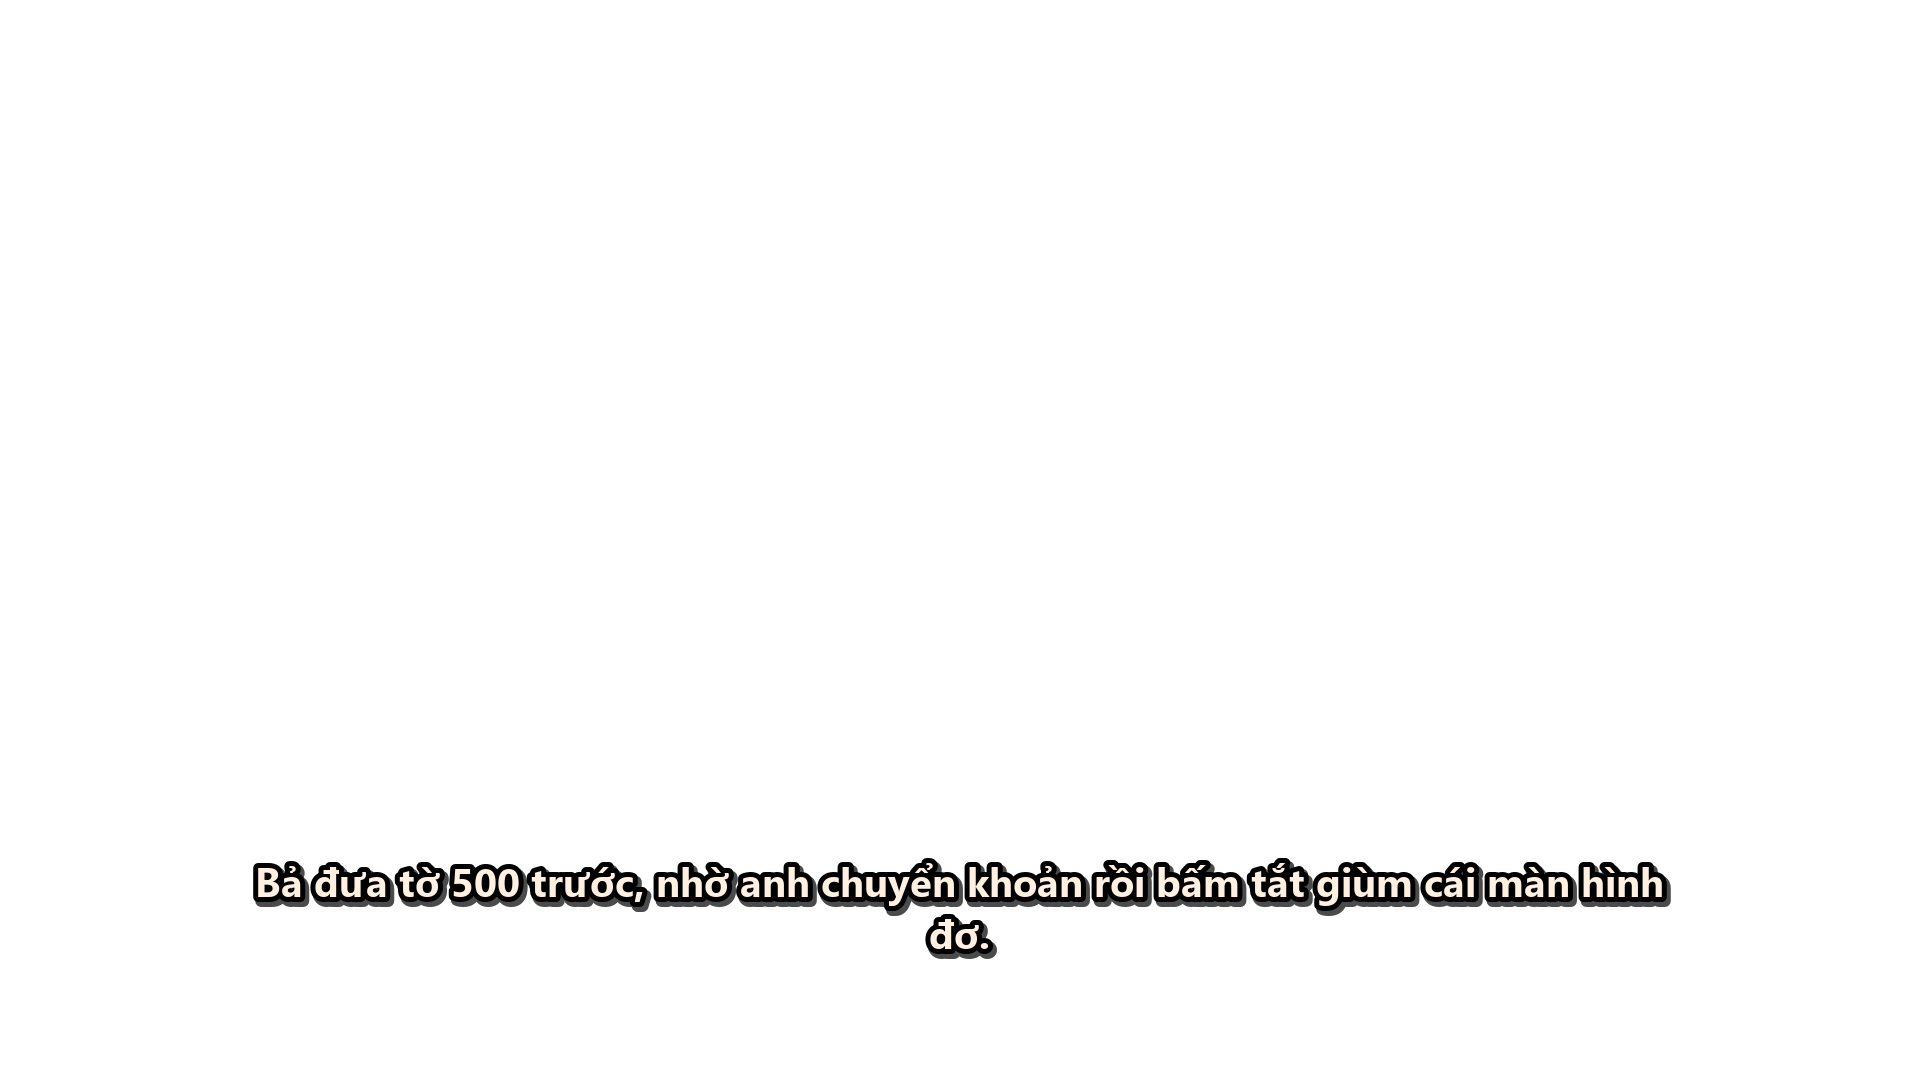 Bả đưa tờ 500 trước, nhờ anh chuyển khoản rồi bấm tắt giùm cái màn hình
đơ.